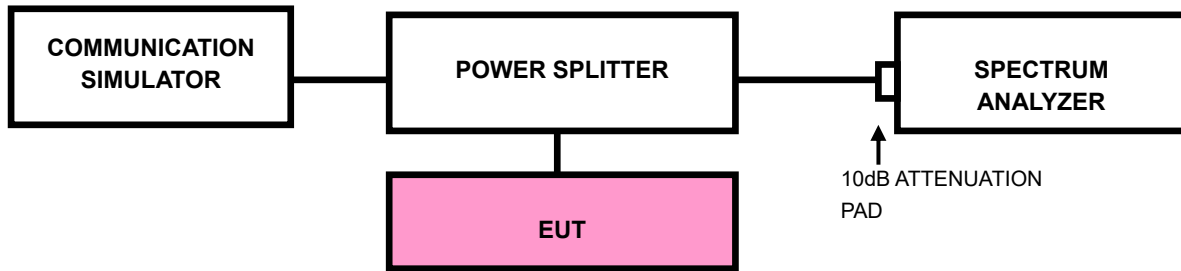 COMMUNICATION
SIMULATOR
POWER SPLITTER
SPECTRUM
ANALYZER
10dB ATTENUATION
PAD
EUT